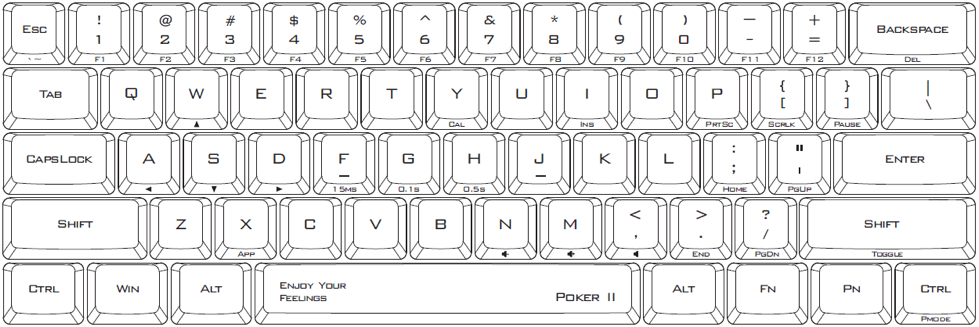 Esc ! @ # $ % ^ & * ( ) — + Backspace
1 2 3 4 5 6 7 8 9 0 - =
` ~ F1 F2 F3 F4 F5 F6 F7 F8 F9 F10 F11 F12 Del
Tab Q W E R T Y U I O P { } |
[ ] \
▲ Cal Ins PrtSc ScrLk Pause
CapsLock A S D F G H J K L : " Enter
; '
◄ ▼ ► 15ms 0.1s 0.5s Home PgUp
Shift Z X C V B N M < > ? Shift
, . /
App End PgDn Toggle
Ctrl Win Alt Enjoy Your Alt Fn Pn Ctrl
Feelings Poker II
Pmode